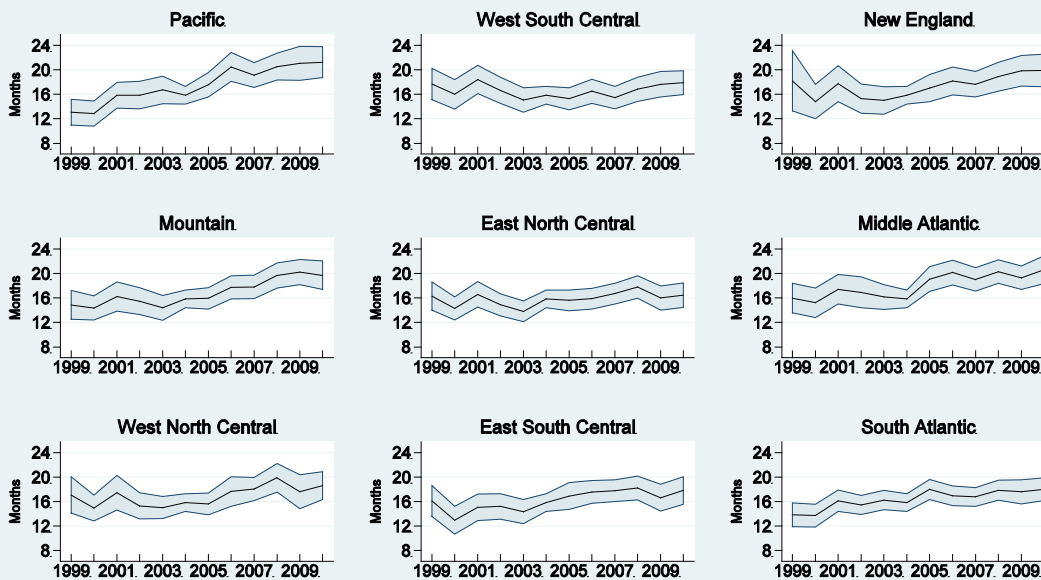 Pacific.
West South Central.
New England.
24.
20.
16.
12.
8.
Months
1999. 2001. 2003. 2005. 2007. 2009.
24.
20.
16.
12.
8.
Months
1999. 2001. 2003. 2005. 2007. 2009.
24.
20.
16.
12.
8.
Months
1999. 2001. 2003. 2005. 2007. 2009.
Mountain.
East North Central.
Middle Atlantic.
24.
20.
16.
12.
8.
Months
1999. 2001. 2003. 2005. 2007. 2009.
24.
20.
16.
12.
8.
Months
1999. 2001. 2003. 2005. 2007. 2009.
24.
20.
16.
12.
8.
Months
1999. 2001. 2003. 2005. 2007. 2009.
West North Central.
East South Central.
South Atlantic.
24.
20.
16.
12.
8.
Months
1999. 2001. 2003. 2005. 2007. 2009.
24.
20.
16.
12.
8.
Months
1999. 2001. 2003. 2005. 2007. 2009.
24.
20.
16.
12.
8.
Months
1999. 2001. 2003. 2005. 2007. 2009.